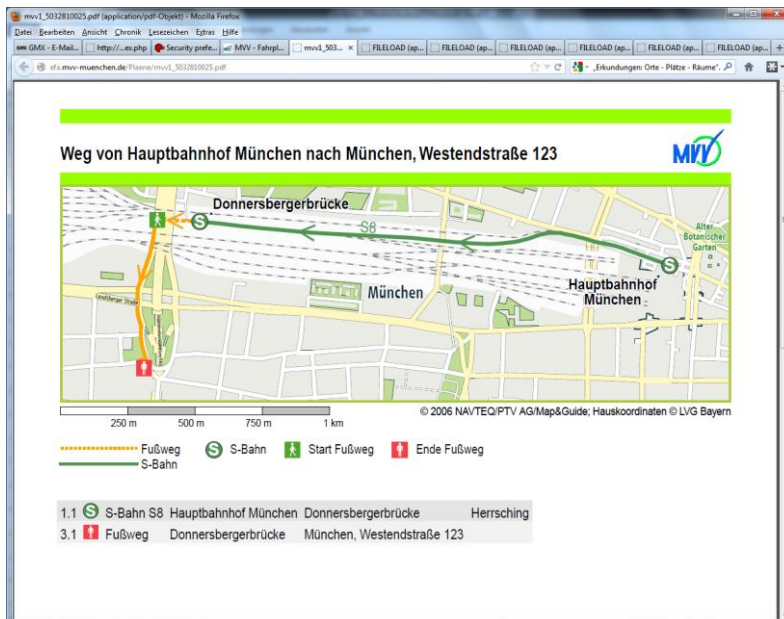 mvv1_5032810025.pdf (application/pdf-Objekt) - Mozilla Firefox
Datei Bearbeiten Ansicht Chronik Lesezeichen Extras Hilfe
GMX - E-Mail... http://...ex.php Security prefe... MVV - Fahrpl... mvv1_503... FILELOAD (ap... FILELOAD (ap... FILELOAD (ap... FILELOAD (ap... FILELOAD (ap... FILELOAD (ap...
efa.mvv-muenchen.de/Plaene/mvv1_5032810025.pdf "Erkundungen: Orte - Plätze - Räume".
Weg von Hauptbahnhof München nach München, Westendstraße 123
MVV
Donnersbergerbrücke
S8
Alter
Botanischer
Garten
Hauptbahnhof
München
München
Landsberger Straße
250 m 500 m 750 m 1 km
© 2006 NAVTEQ/PTV AG/Map&Guide; Hauskoordinaten © LVG Bayern
Fußweg S S-Bahn Start Fußweg Ende Fußweg
S-Bahn
1.1 S S-Bahn S8 Hauptbahnhof München Donnersbergerbrücke Herrsching
3.1 Fußweg Donnersbergerbrücke München, Westendstraße 123